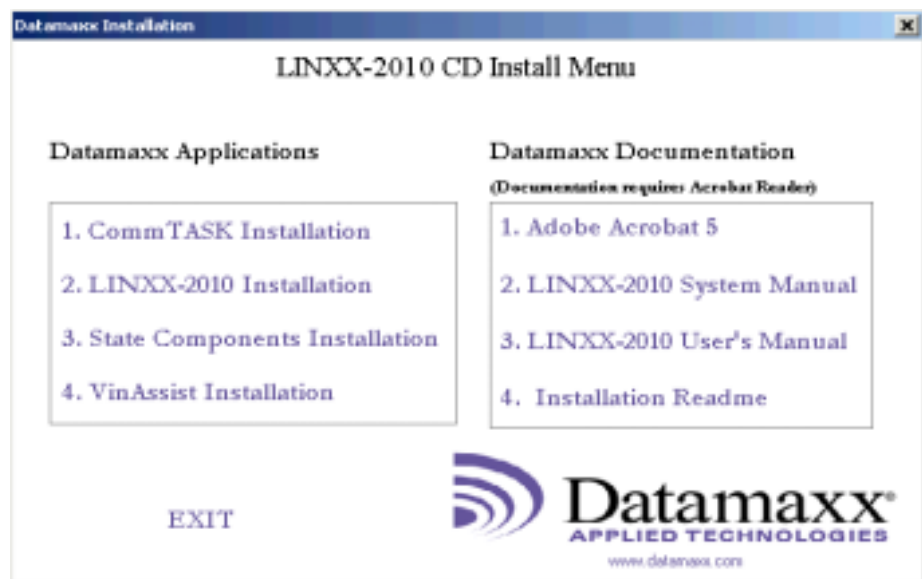 Datamaxx Installation
LINXX-2010 CD Install Menu
Datamaxx Applications
1. CommTASK Installation
2. LINXX-2010 Installation
3. State Components Installation
4. VinAssist Installation
Datamaxx Documentation
(Documentation requires Acrobat Reader)
1. Adobe Acrobat 5
2. LINXX-2010 System Manual
3. LINXX-2010 User's Manual
4. Installation Readme
EXIT
Datamaxx®
APPLIED TECHNOLOGIES
www.datamaxx.com